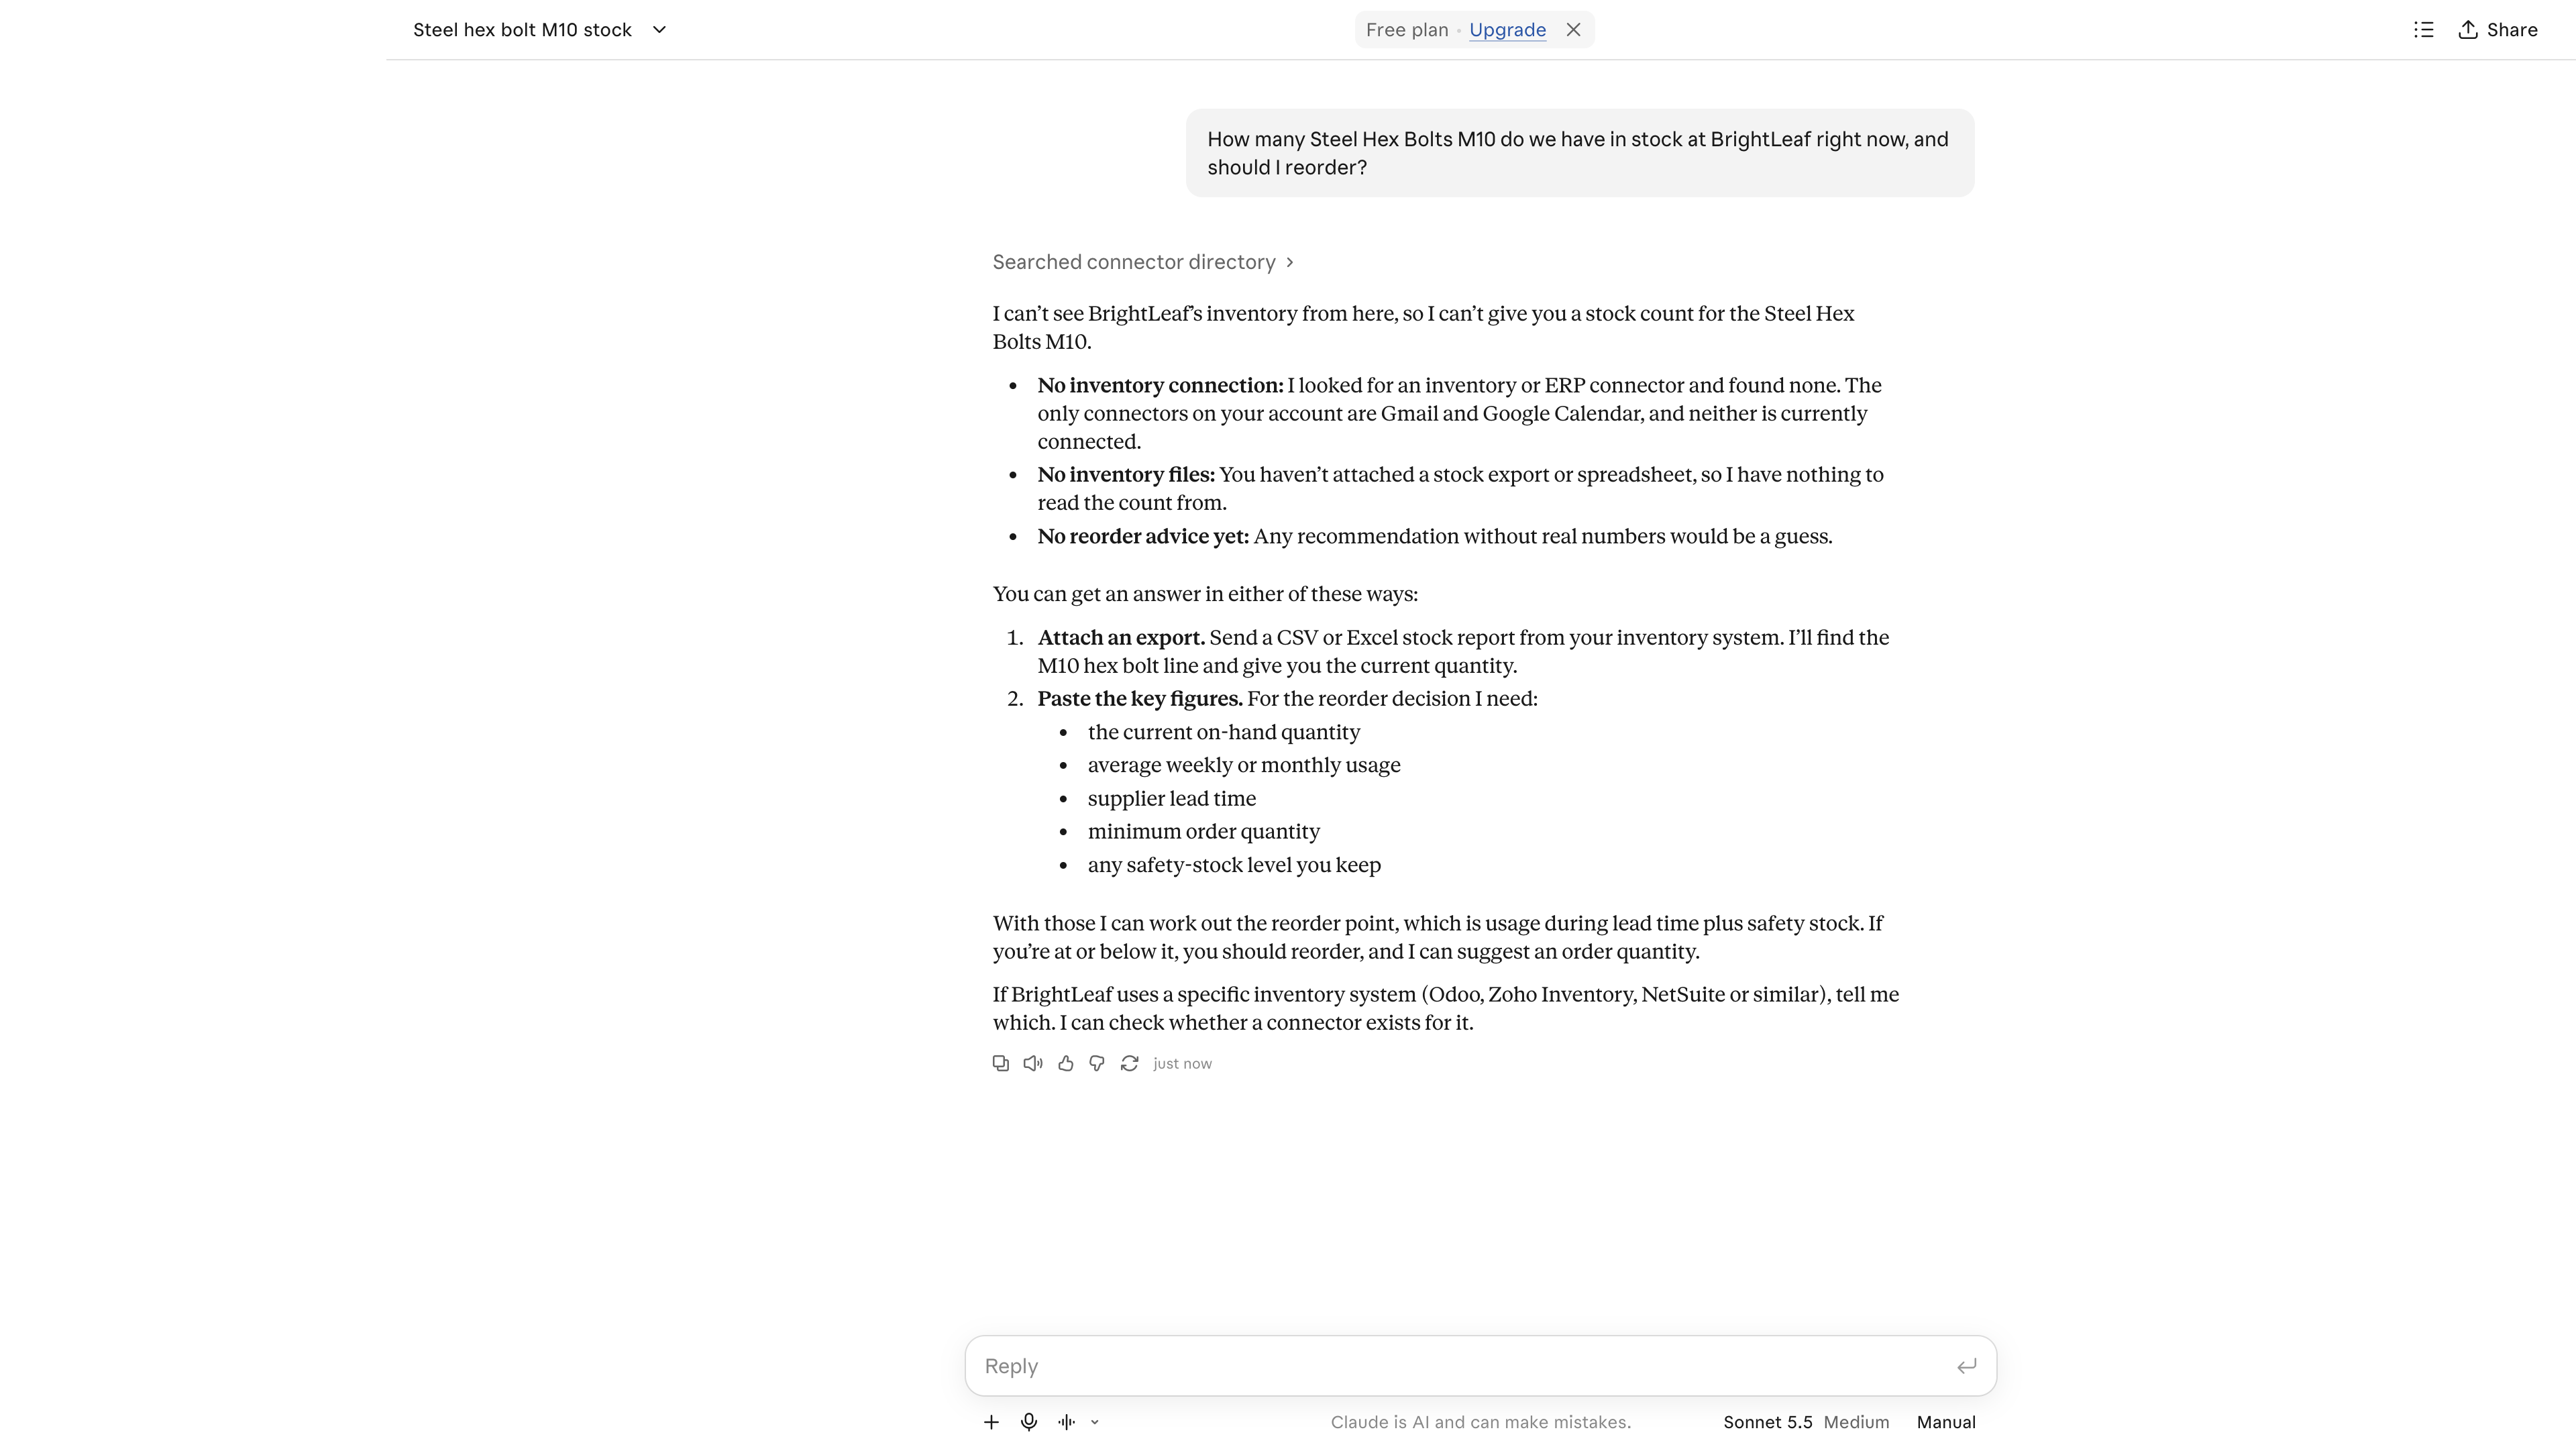 Steel hex bolt M10 stock
Free plan · Upgrade
Share
How many Steel Hex Bolts M10 do we have in stock at BrightLeaf right now, and
should I reorder?
Searched connector directory
I can’t see BrightLeaf’s inventory from here, so I can’t give you a stock count for the Steel Hex
Bolts M10.
• No inventory connection: I looked for an inventory or ERP connector and found none. The
only connectors on your account are Gmail and Google Calendar, and neither is currently
connected.
• No inventory files: You haven’t attached a stock export or spreadsheet, so I have nothing to
read the count from.
• No reorder advice yet: Any recommendation without real numbers would be a guess.
You can get an answer in either of these ways:
1. Attach an export. Send a CSV or Excel stock report from your inventory system. I’ll find the
M10 hex bolt line and give you the current quantity.
2. Paste the key figures. For the reorder decision I need:
• the current on-hand quantity
• average weekly or monthly usage
• supplier lead time
• minimum order quantity
• any safety-stock level you keep
With those I can work out the reorder point, which is usage during lead time plus safety stock. If
you’re at or below it, you should reorder, and I can suggest an order quantity.
If BrightLeaf uses a specific inventory system (Odoo, Zoho Inventory, NetSuite or similar), tell me
which. I can check whether a connector exists for it.
just now
Reply
Claude is AI and can make mistakes.
Sonnet 5.5 Medium
Manual